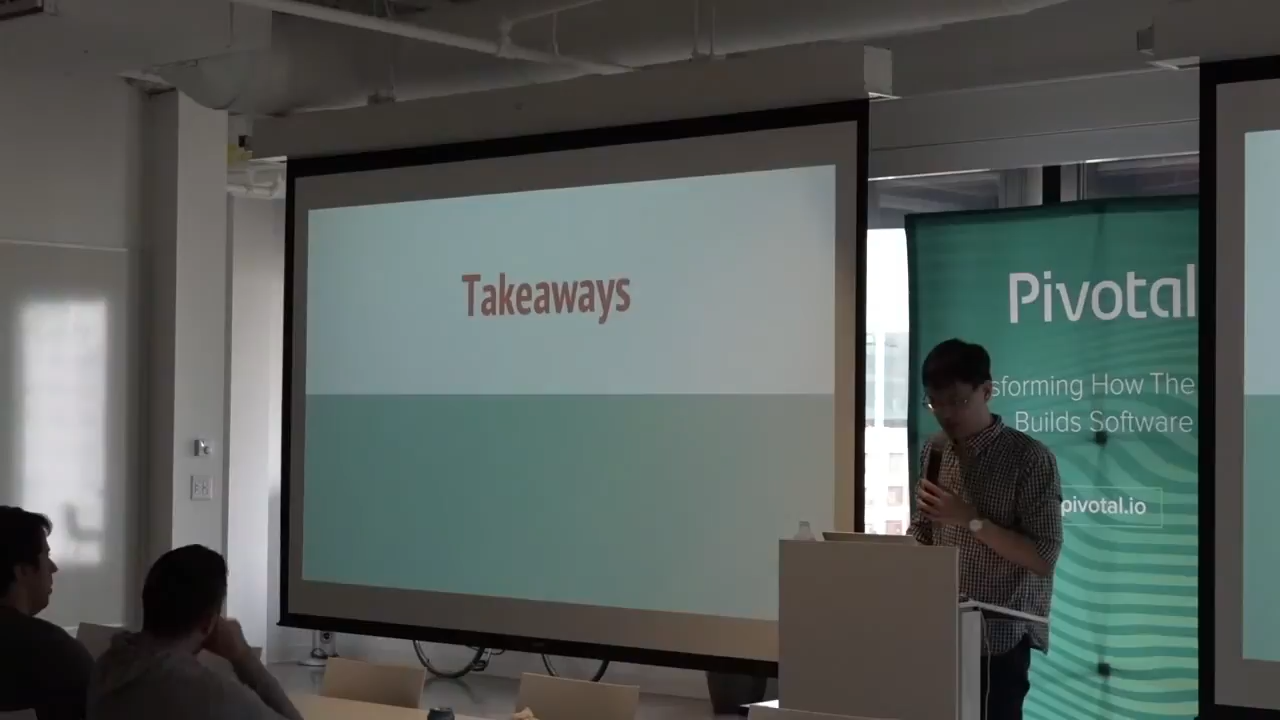 Takeaways
Pivotal
sforming How The
Builds Software
pivotal.io